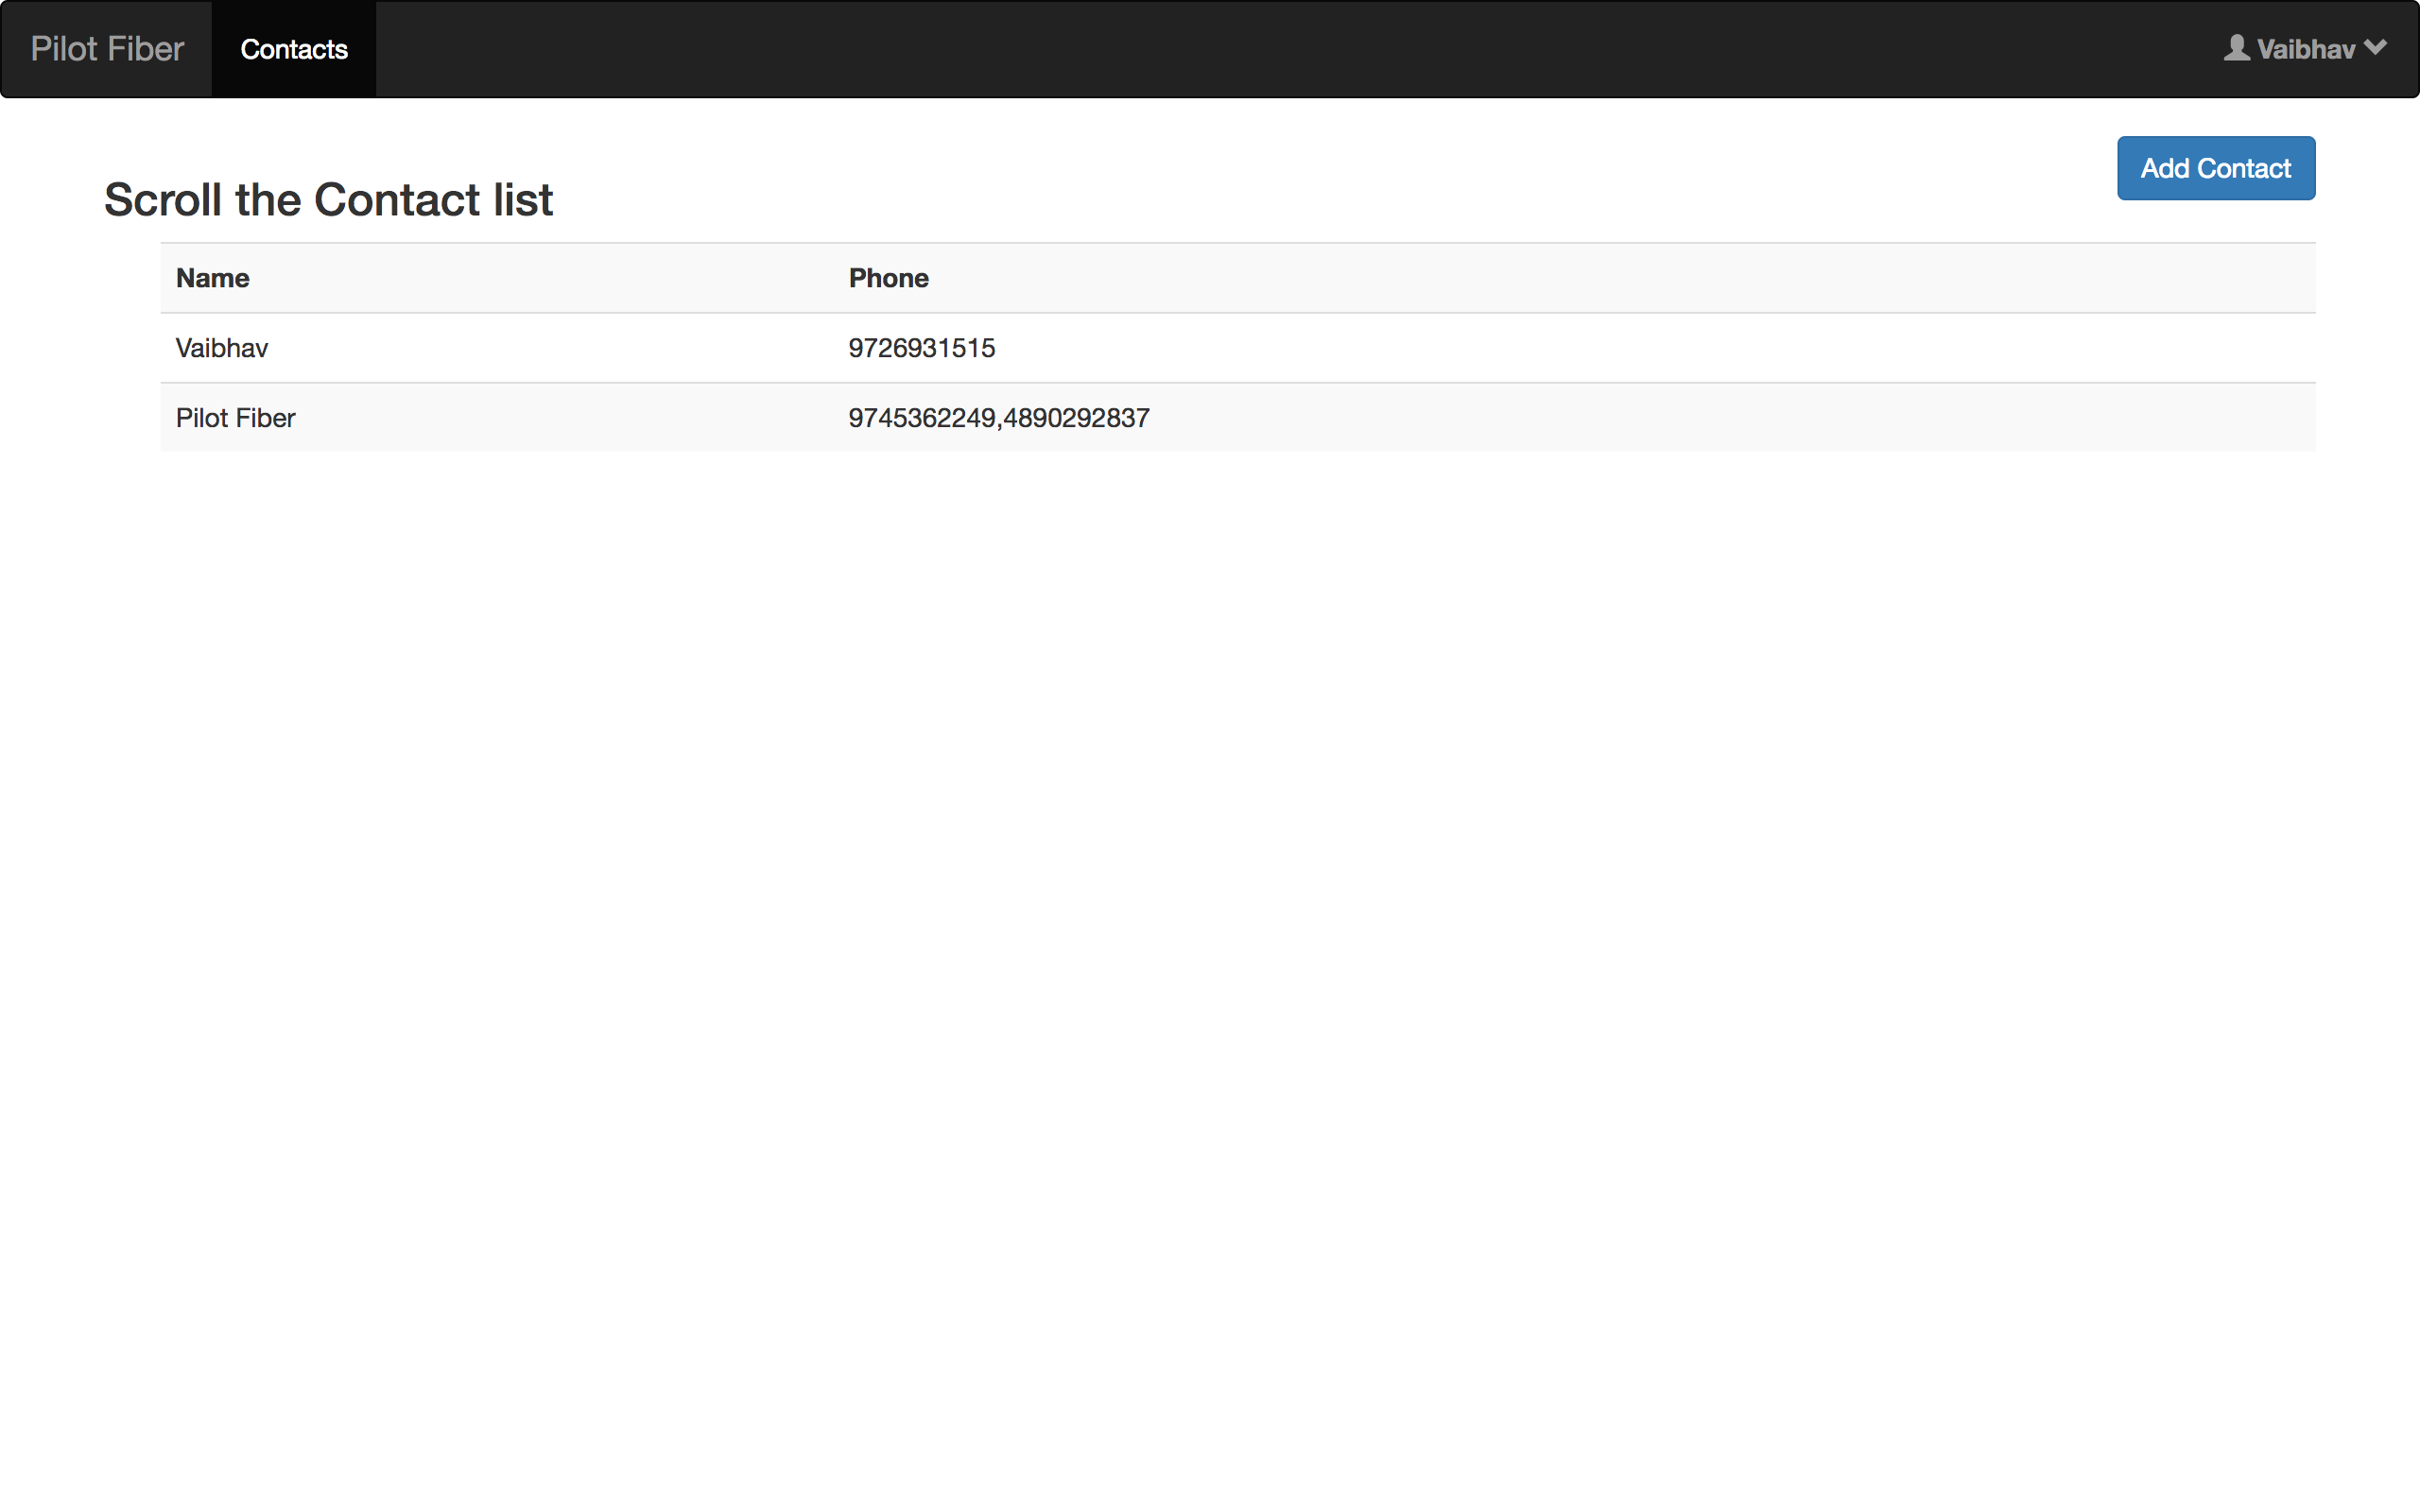 Pilot Fiber Contacts Vaibhav
Add Contact
Scroll the Contact list
Name Phone
Vaibhav 9726931515
Pilot Fiber 9745362249,4890292837